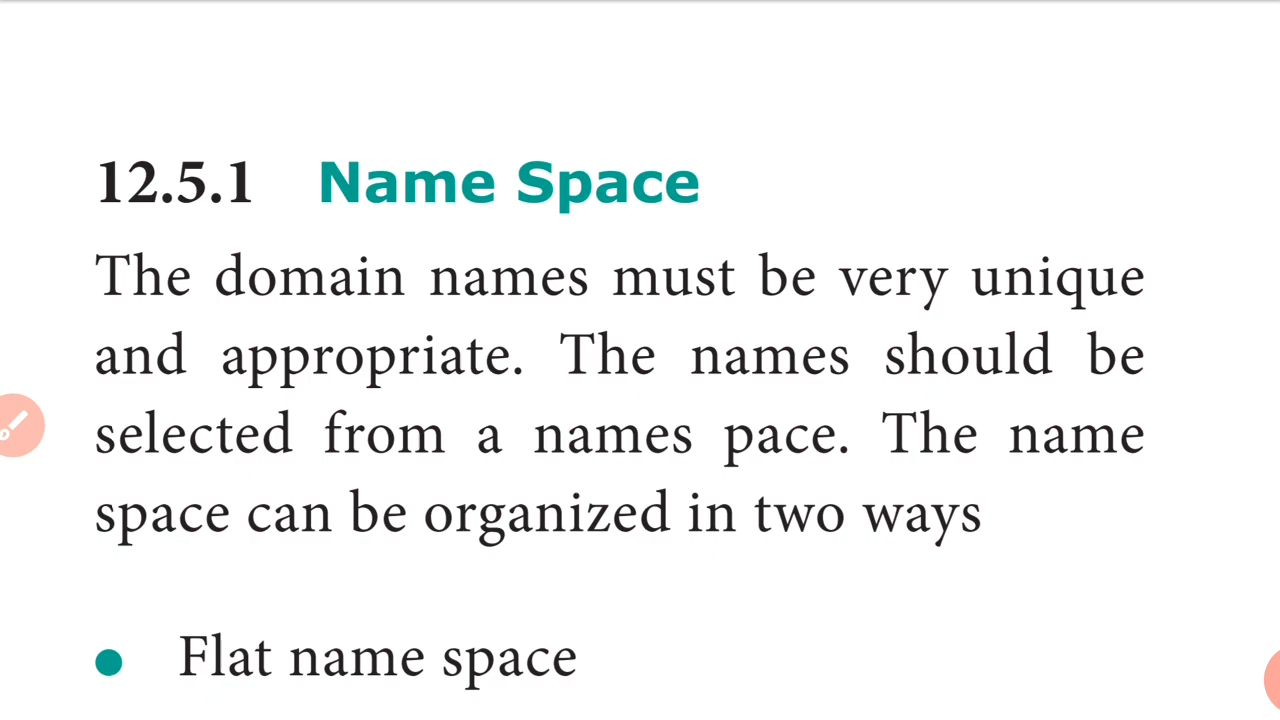 12.5.1 Name Space
The domain names must be very unique
and appropriate. The names should be
selected from a names pace. The name
space can be organized in two ways
● Flat name space